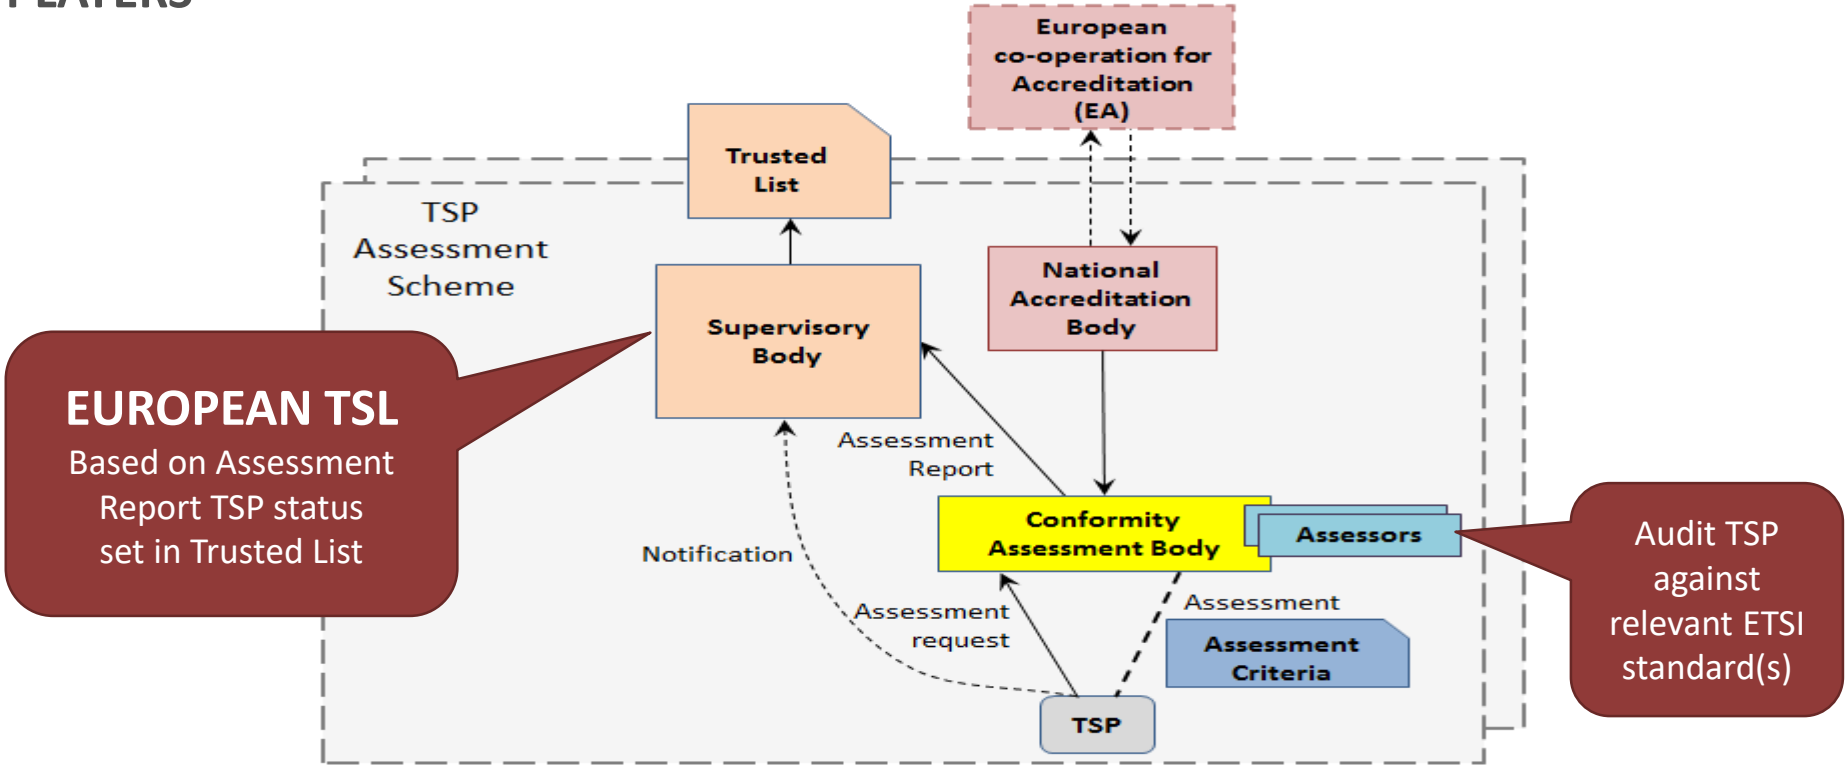 PLAYERS
European
co-operation for
Accreditation
(EA)
Trusted
List
TSP
Assessment
Scheme
National
Accreditation
Body
Supervisory
Body
EUROPEAN TSL
Based on Assessment
Report TSP status
set in Trusted List
Assessment
Report
Conformity
Assessment Body
Assessors
Audit TSP
against
relevant ETSI
standard(s)
Notification
Assessment
request
Assessment
Assessment
Criteria
TSP